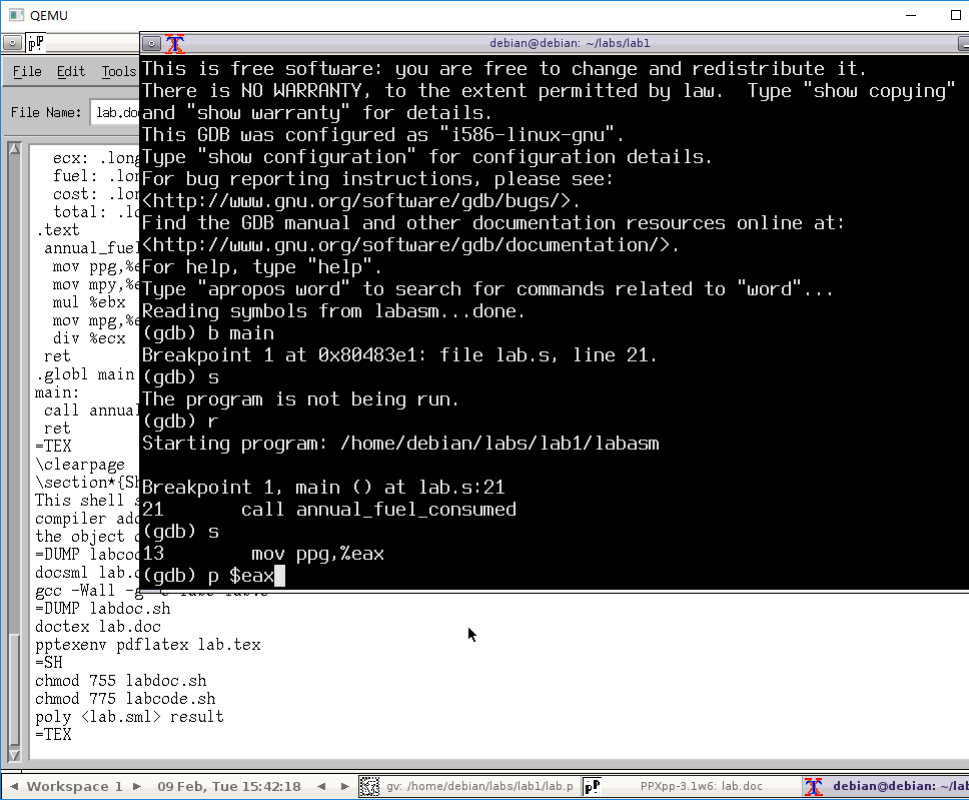 QEMU
pP
debian@debian: ~/labs/lab1
File Edit Tools
File Name: lab.do
This is free software: you are free to change and redistribute it.
There is NO WARRANTY, to the extent permitted by law.  Type "show copying"
and "show warranty" for details.
This GDB was configured as "i586-linux-gnu".
Type "show configuration" for configuration details.
For bug reporting instructions, please see:
<http://www.gnu.org/software/gdb/bugs/>.
Find the GDB manual and other documentation resources online at:
<http://www.gnu.org/software/gdb/documentation/>.
For help, type "help".
Type "apropos word" to search for commands related to "word"...
Reading symbols from labasm...done.
(gdb) b main
Breakpoint 1 at 0x80483e1: file lab.s, line 21.
(gdb) s
The program is not being run.
(gdb) r
Starting program: /home/debian/labs/lab1/labasm
Breakpoint 1, main () at lab.s:21
21       call annual_fuel_consumed
(gdb) s
13        mov ppg,%eax
(gdb) p $eax
ecx: .long
fuel: .lon
cost: .lon
total: .lo
.text
annual_fuel
mov ppg,%e
mov mpy,%e
mul %ebx
mov mpg,%e
div %ecx
ret
.globl main
main:
call annual
ret
=TEX
\clearpage
\section*{Sh
This shell s
compiler add
the object
=DUMP labcod
docsml lab.d
gcc -Wall -g
=DUMP labdoc.sh
doctex lab.doc
pptexenv pdflatex lab.tex
=SH
chmod 755 labdoc.sh
chmod 775 labcode.sh
poly <lab.sml> result
=TEX
Workspace 1 09 Feb, Tue 15:42:18 gv: /home/debian/labs/lab1/lab.p pP PPXpp-3.1w6: lab.doc debian@debian: ~/lab